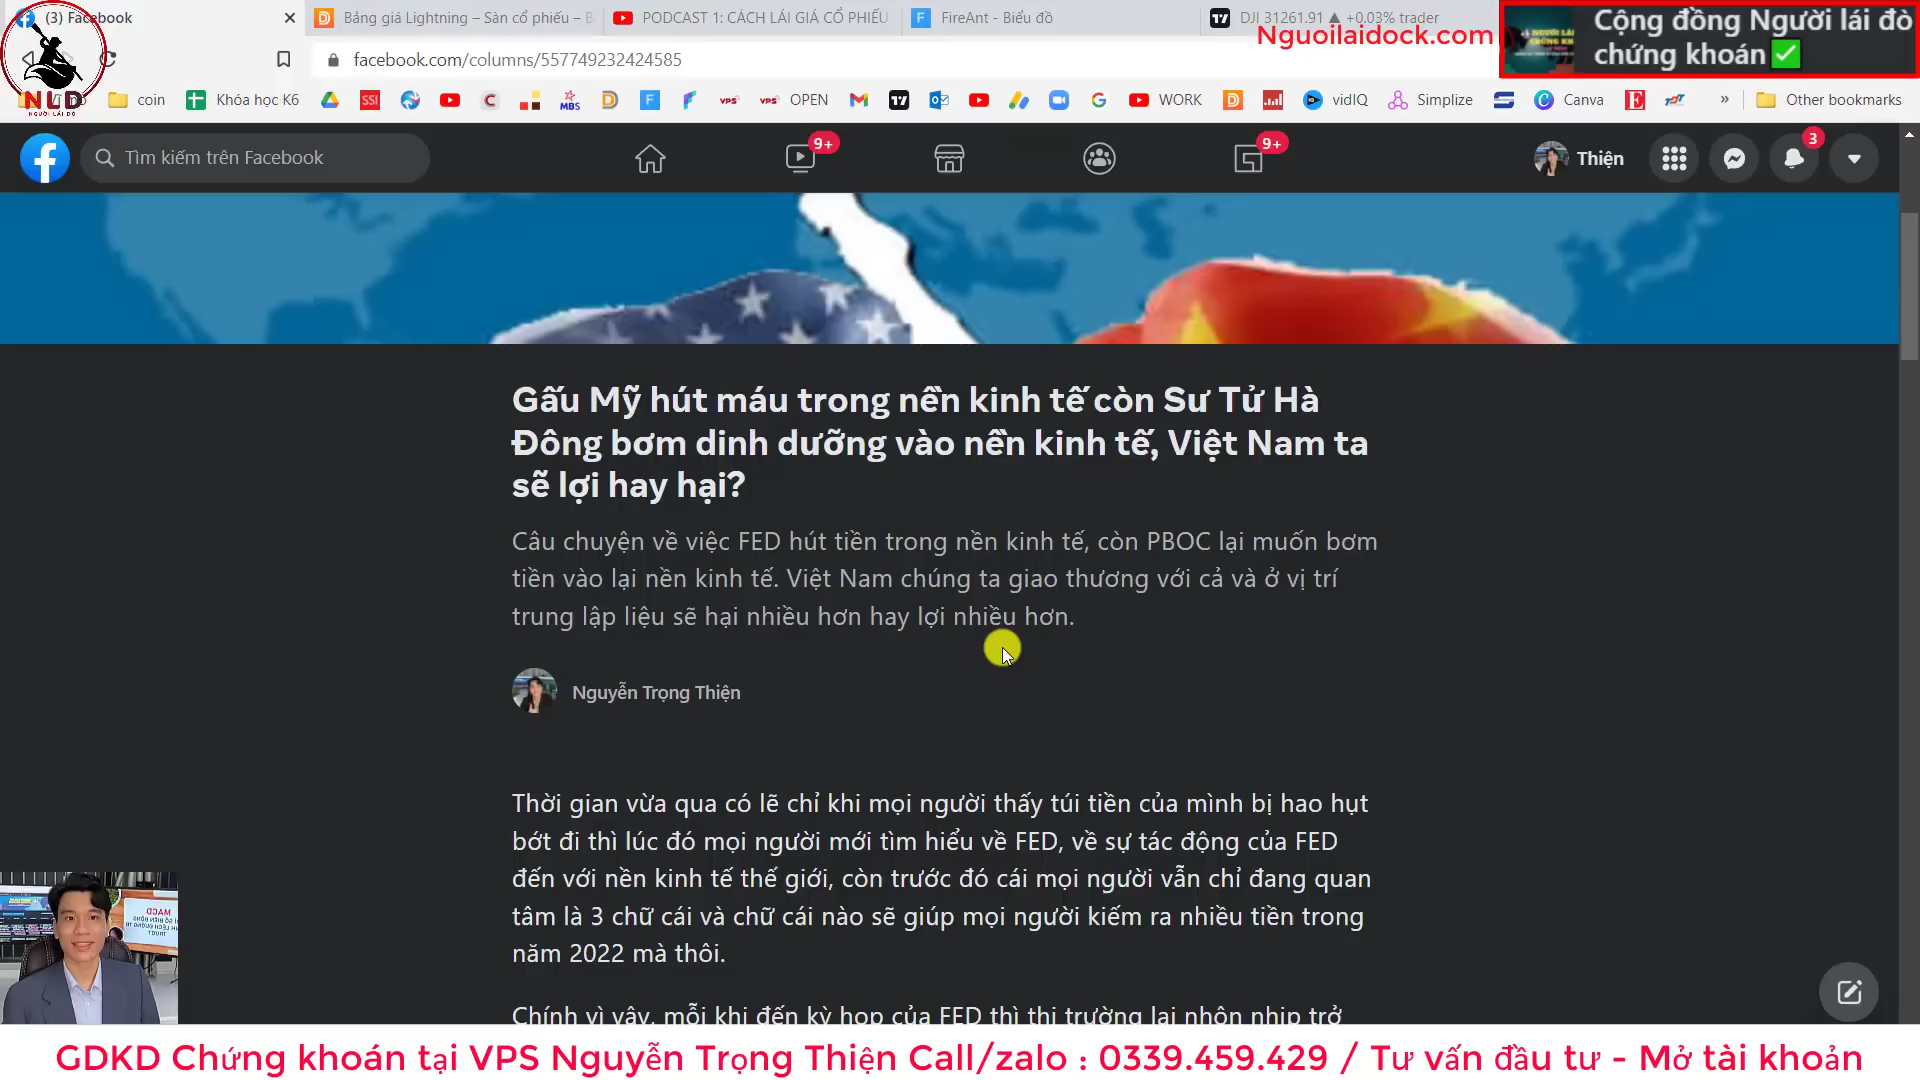 (3) Facebook
Bảng giá Lightning – Sàn cổ phiếu – B
PODCAST 1: CÁCH LÁI GIÁ CỔ PHIẾU
FireAnt - Biểu đồ
DJI 31261.91 ▲ +0.03% trader
Nguoilaidock.com
Cộng đồng Người lái đò
chứng khoán
facebook.com/columns/557749232424585
NLD
NGƯỜI LÁI ĐÒ
coin
Khóa học K6
SSI
MBS
VPS
VPS
OPEN
WORK
vidIQ
Simplize
Canva
»
Other bookmarks
Tìm kiếm trên Facebook
9+
9+
Thiện
3
Gấu Mỹ hút máu trong nền kinh tế còn Sư Tử Hà
Đông bơm dinh dưỡng vào nền kinh tế, Việt Nam ta
sẽ lợi hay hại?
Câu chuyện về việc FED hút tiền trong nền kinh tế, còn PBOC lại muốn bơm
tiền vào lại nền kinh tế. Việt Nam chúng ta giao thương với cả và ở vị trí
trung lập liệu sẽ hại nhiều hơn hay lợi nhiều hơn.
Nguyễn Trọng Thiện
Thời gian vừa qua có lẽ chỉ khi mọi người thấy túi tiền của mình bị hao hụt
bớt đi thì lúc đó mọi người mới tìm hiểu về FED, về sự tác động của FED
đến với nền kinh tế thế giới, còn trước đó cái mọi người vẫn chỉ đang quan
tâm là 3 chữ cái và chữ cái nào sẽ giúp mọi người kiếm ra nhiều tiền trong
năm 2022 mà thôi.
Chính vì vậy, mỗi khi đến kỳ họp của FED thì thị trường lại nhộn nhịp trở
MACD
GDKD Chứng khoán tại VPS Nguyễn Trọng Thiện Call/zalo : 0339.459.429 / Tư vấn đầu tư - Mở tài khoản